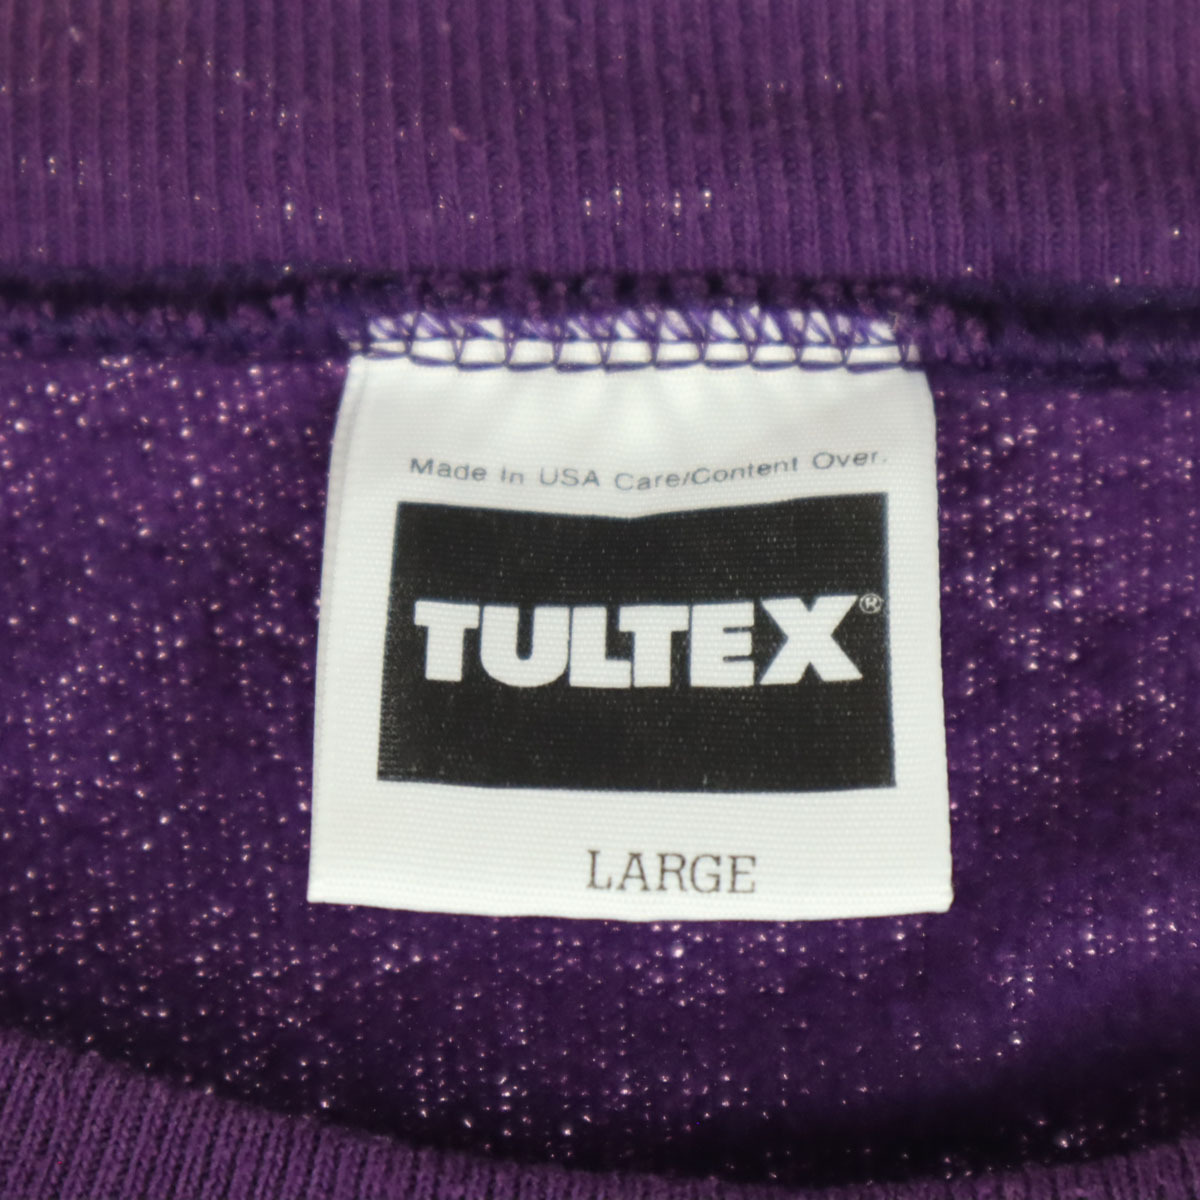 Made In USA Care/Content Over.
TULTEX®
LARGE